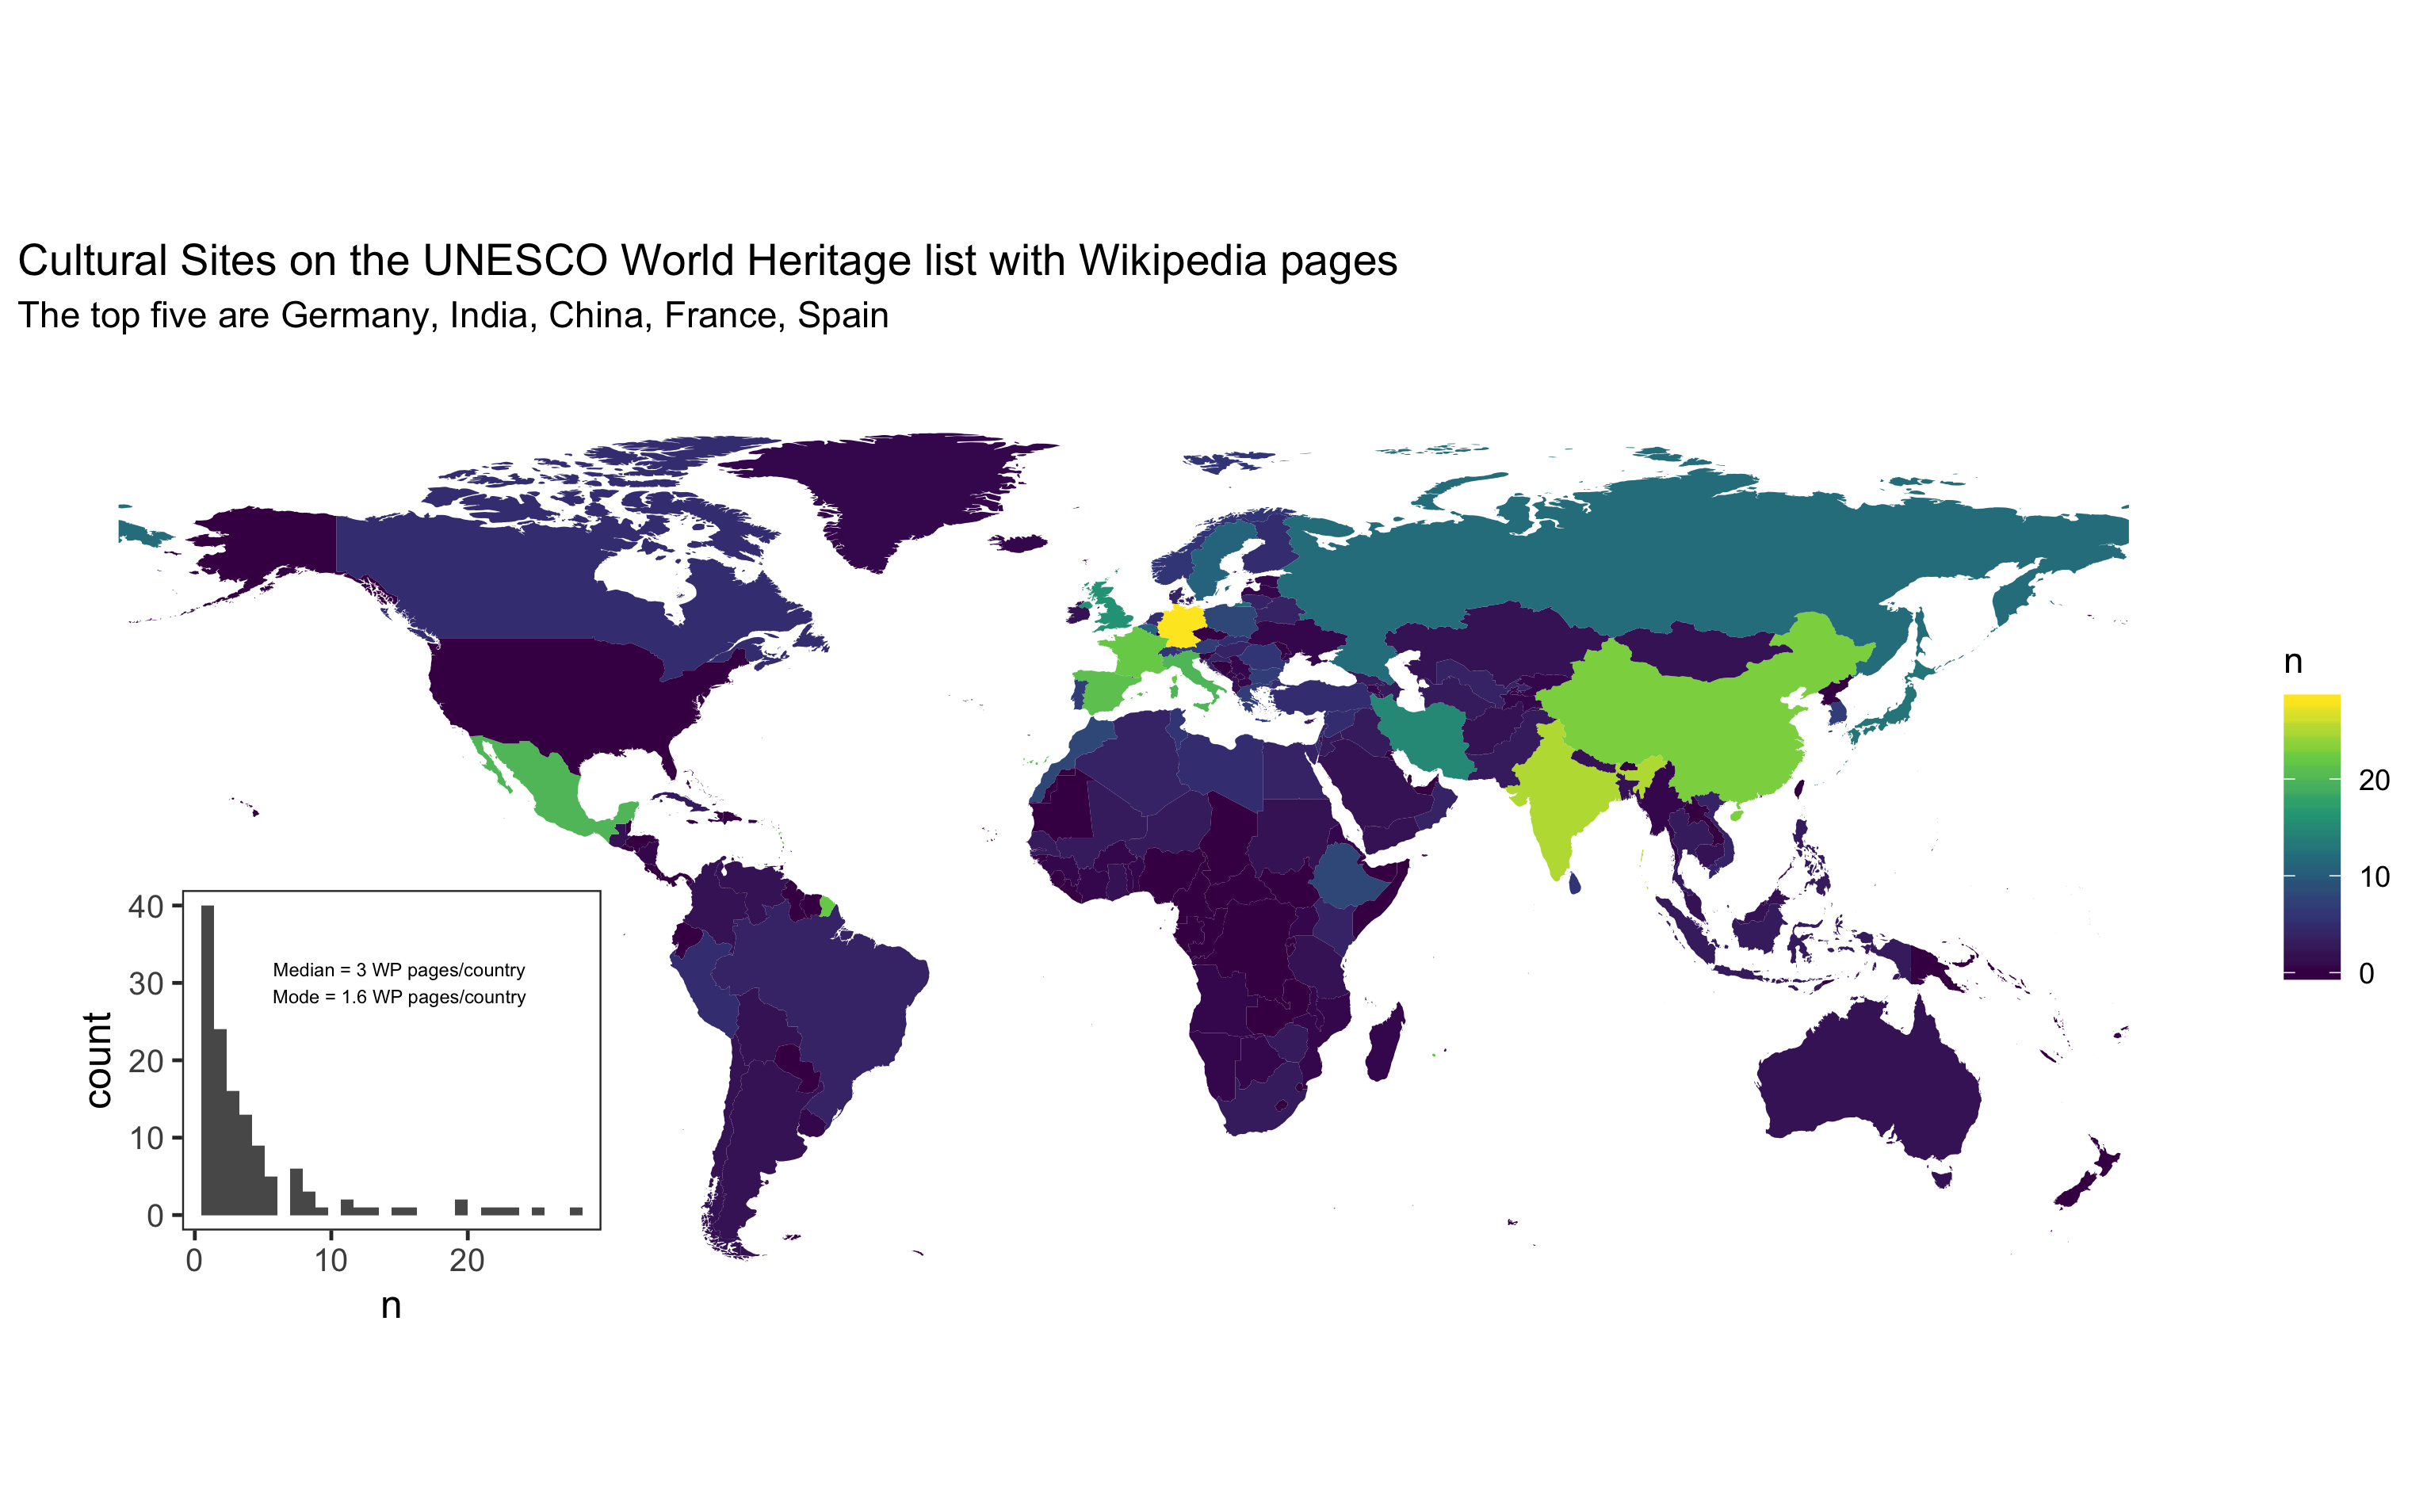 Cultural Sites on the UNESCO World Heritage list with Wikipedia pages
The top five are Germany, India, China, France, Spain
n
20
10
0
Median = 3 WP pages/country
Mode = 1.6 WP pages/country
count
40
30
20
10
0
0 10 20
n